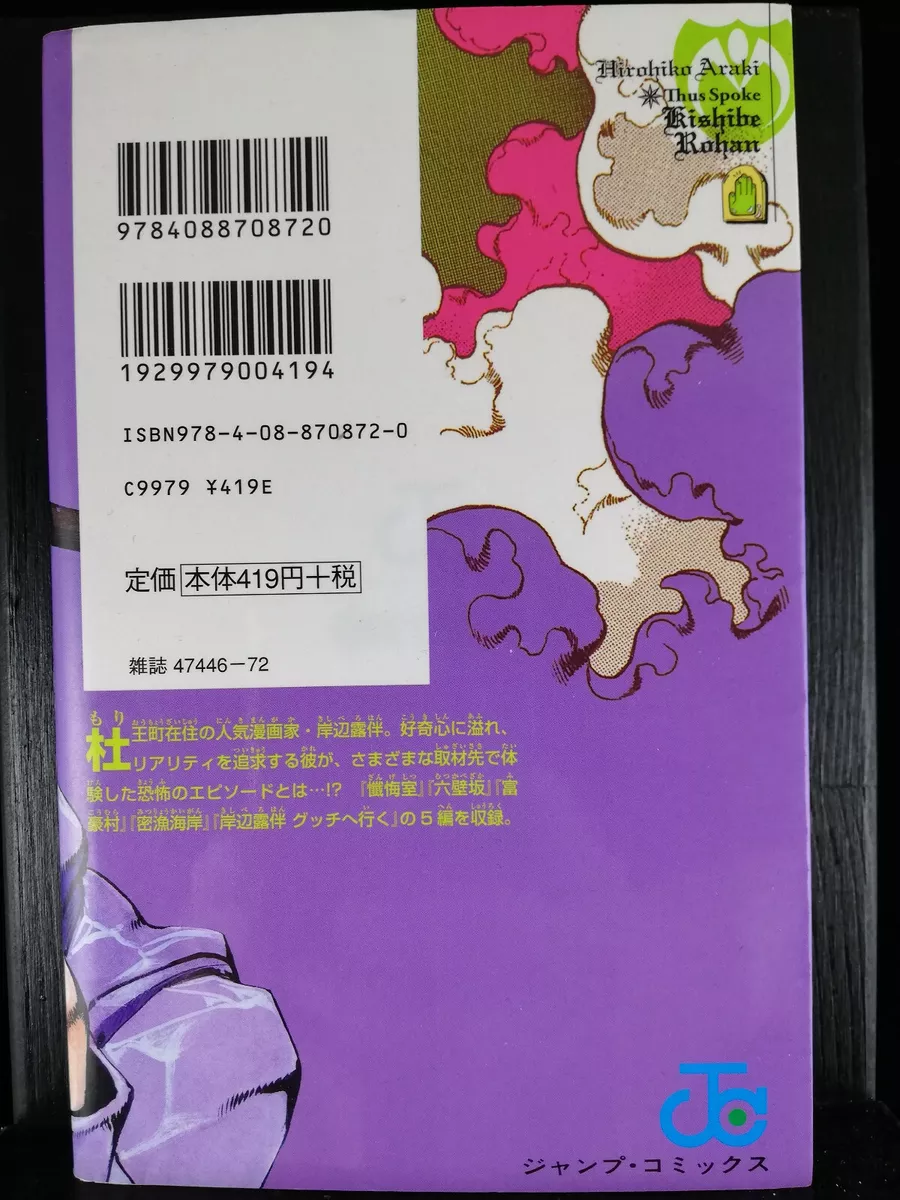 Hirohiko Araki
Thus Spoke
Kishibe
Rohan
9784088708720
1929979004194
ISBN978-4-08-870872-0
C9979 ¥419E
定価 本体419円+税
雑誌 47446-72
杜王町在住の人気漫画家・岸辺露伴。好奇心に溢れ、
リアリティを追求する彼が、さまざまな取材先で体
験した恐怖のエピソードとは…!? 『懺悔室』『六壁坂』『富
豪村』『密漁海岸』『岸辺露伴 グッチへ行く』の5編を収録。
ジャンプ・コミックス